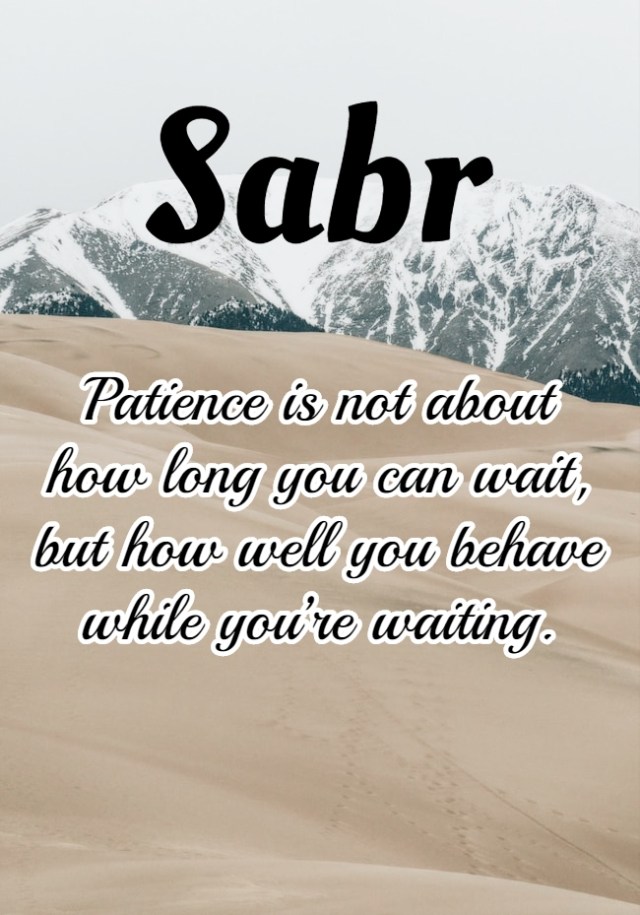 Sabr
Patience is not about
how long you can wait,
but how well you behave
while you're waiting.